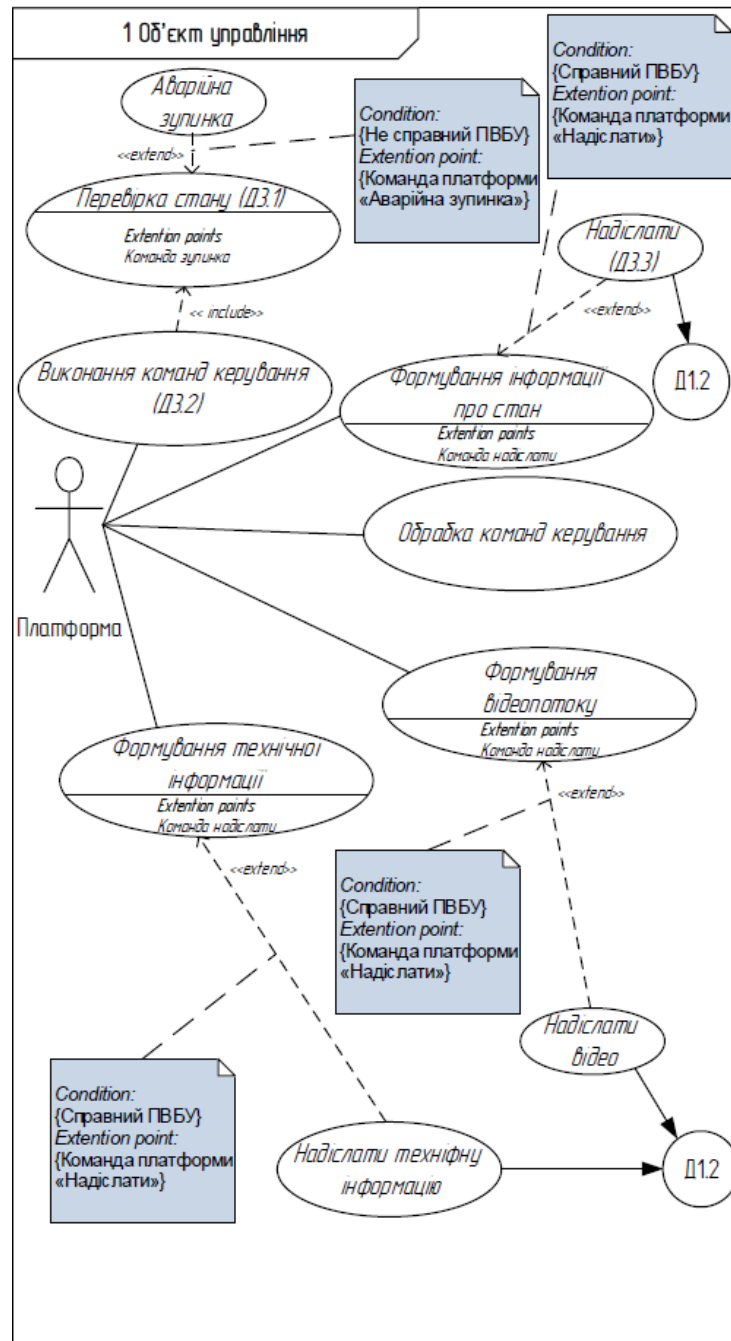 1 Об'єкт управління
Аварійна
зупинка
<<extend>>
Condition:
{Не справний ПВБУ}
Extention point:
{Команда платформи
«Аварійна зупинка»}
Condition:
{Справний ПВБУ}
Extention point:
{Команда платформи
«Надіслати»}
Перевірка стану (Д3.1)
Extention points
Команда зупинка
Надіслати
(Д3.3)
<<extend>>
<< include>>
Виконання команд керування
(Д3.2)
Формування інформації
про стан
Extention points
Команда надіслати
Д1.2
Обрабка команд керування
Платформа
Формування
відеопотоку
Extention points
Команда надіслати
Формування технічної
інформації
Extention points
Команда надіслати
<<extend>>
<<extend>>
Condition:
{Справний ПВБУ}
Extention point:
{Команда платформи
«Надіслати»}
Надіслати
відео
Condition:
{Справний ПВБУ}
Extention point:
{Команда платформи
«Надіслати»}
Надіслати техніфну
інформацію
Д1.2